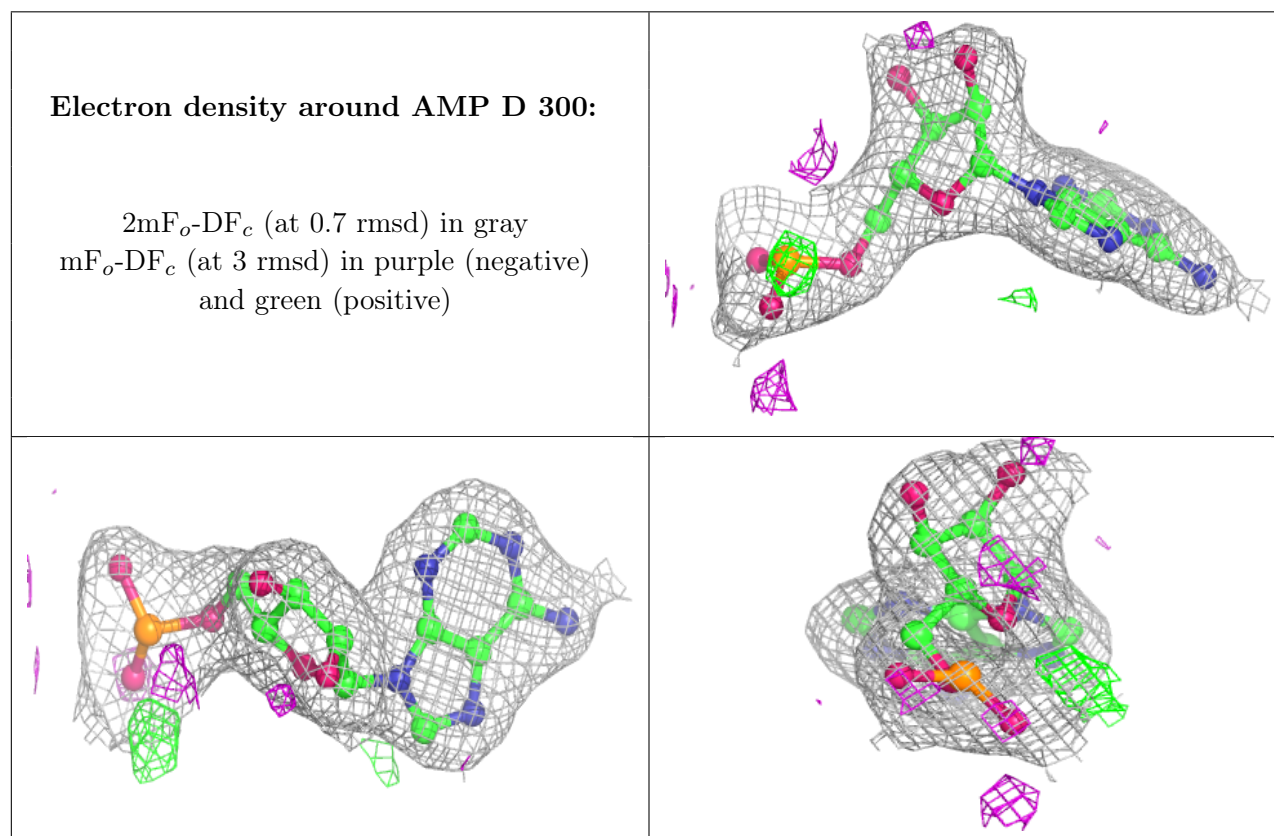 Electron density around AMP D 300:
2mFo-DFc (at 0.7 rmsd) in gray
mFo-DFc (at 3 rmsd) in purple (negative)
and green (positive)